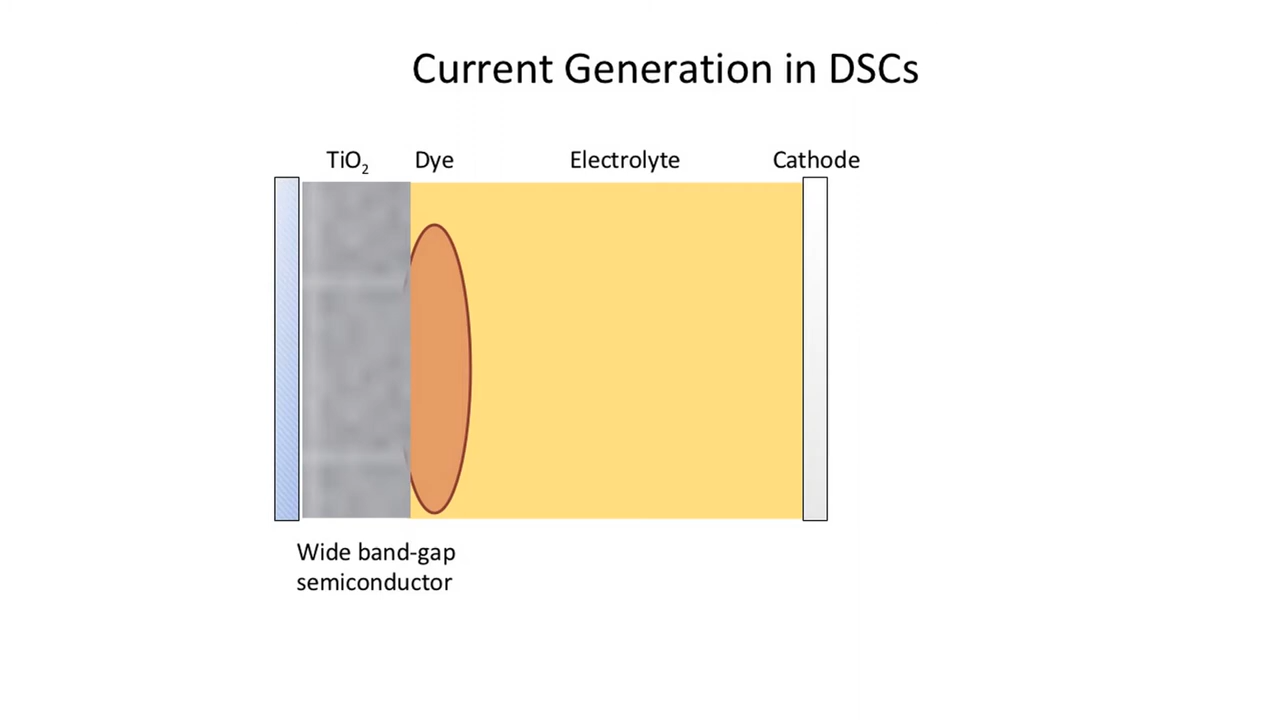 Current Generation in DSCs
TiO₂ Dye Electrolyte Cathode
Wide band-gap
semiconductor